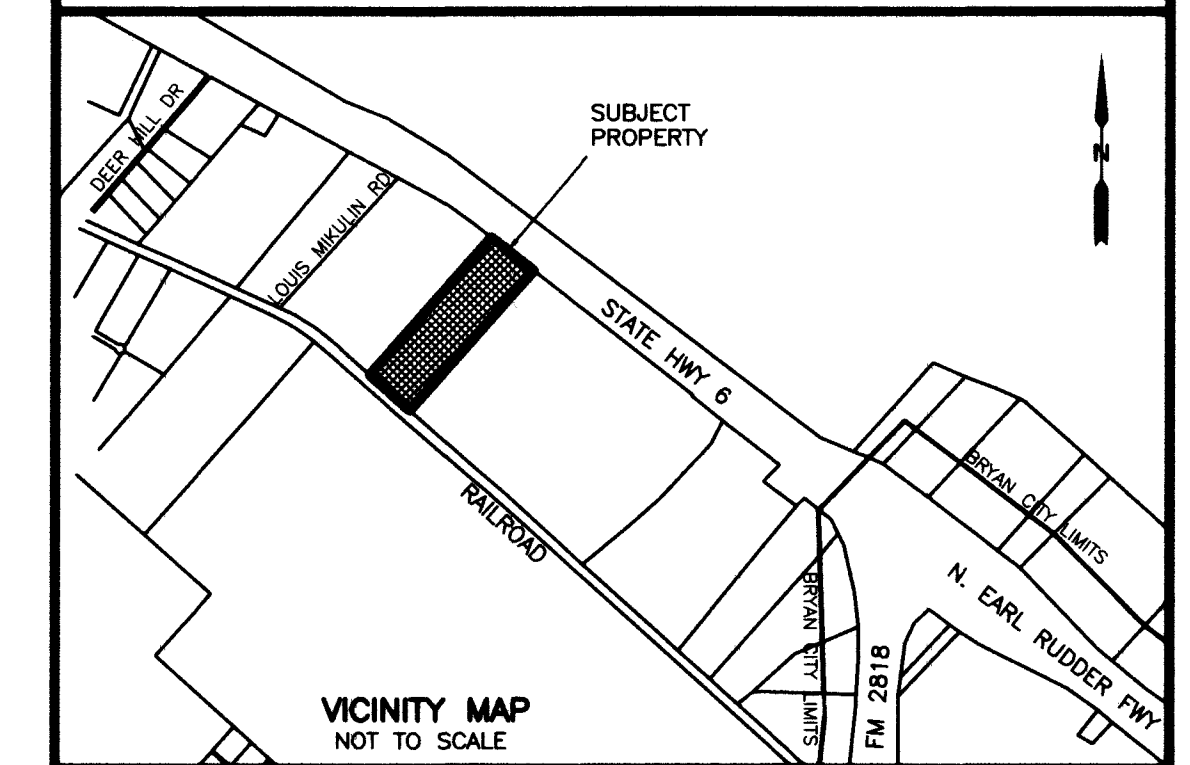 SUBJECT
PROPERTY
N
DEER HILL DR
LOUIS MIKULIN RD.
STATE HWY 6
BRYAN CITY LIMITS
RAILROAD
N. EARL RUDDER FWY
BRYAN CITY LIMITS
FM 2818
VICINITY MAP
NOT TO SCALE